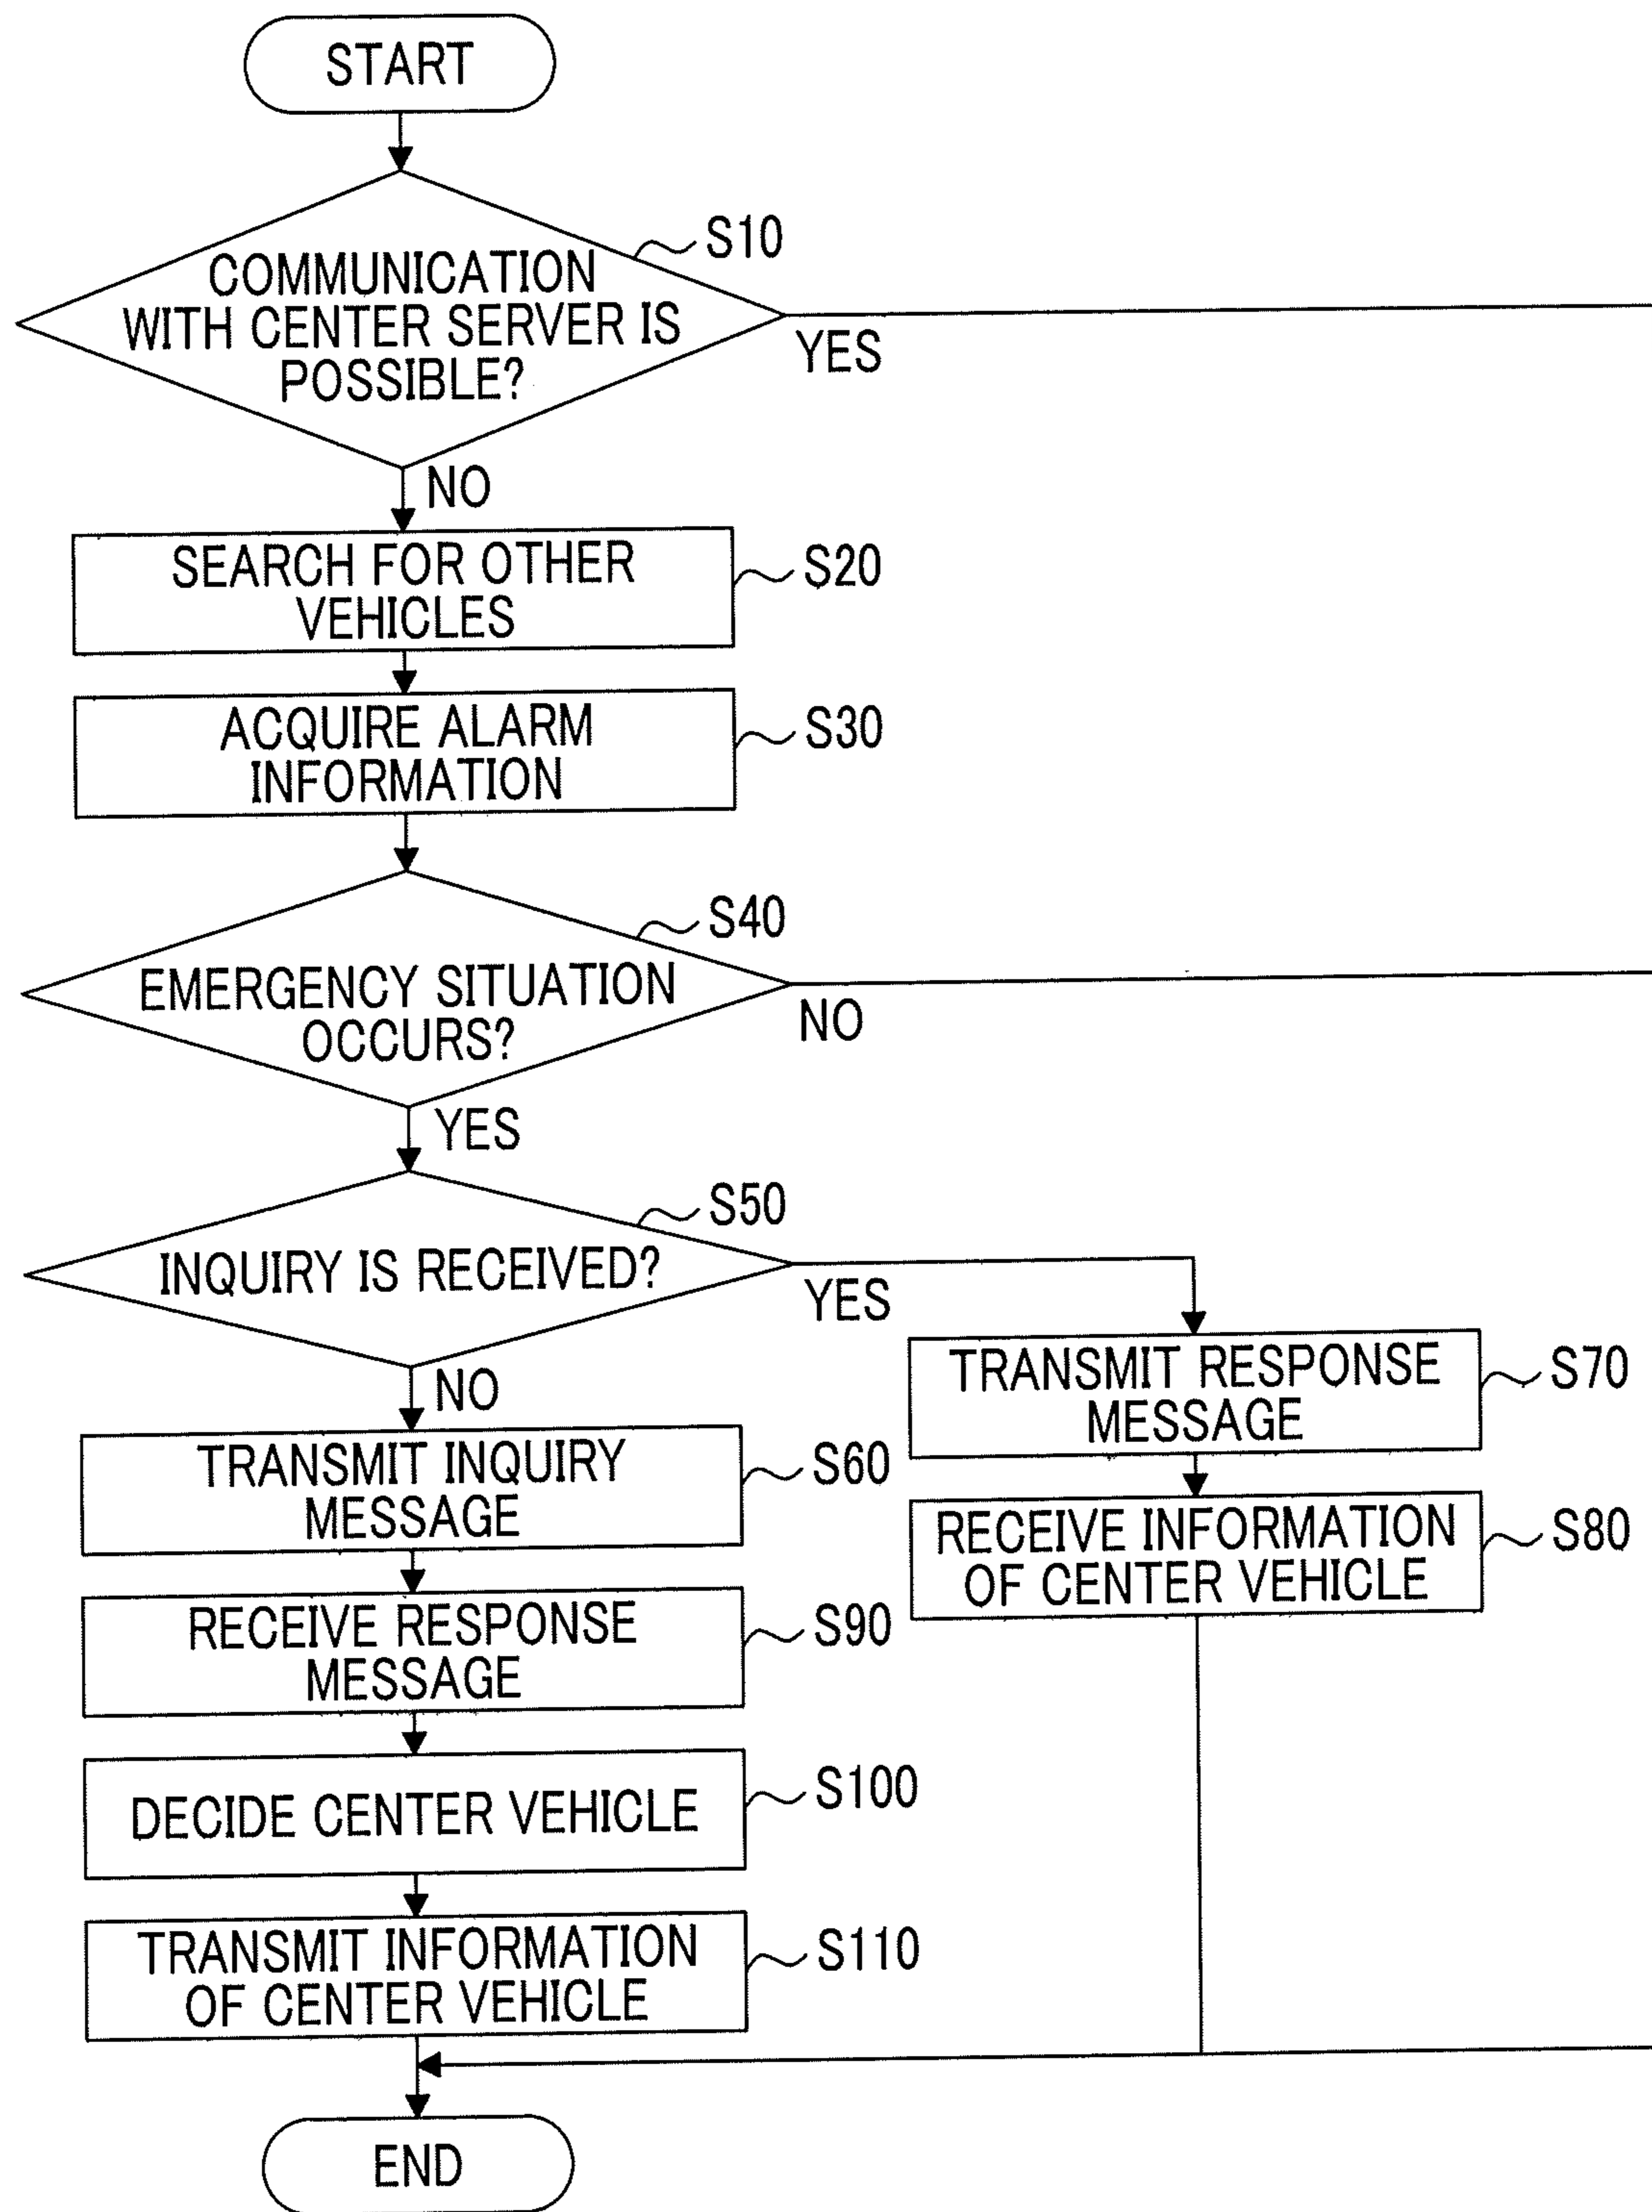 START
S10
COMMUNICATION
WITH CENTER SERVER IS
POSSIBLE?
YES
NO
SEARCH FOR OTHER
VEHICLES
S20
ACQUIRE ALARM
INFORMATION
S30
S40
EMERGENCY SITUATION
OCCURS?
NO
YES
S50
INQUIRY IS RECEIVED?
YES
NO
TRANSMIT RESPONSE
MESSAGE
S70
TRANSMIT INQUIRY
MESSAGE
S60
RECEIVE INFORMATION
OF CENTER VEHICLE
S80
RECEIVE RESPONSE
MESSAGE
S90
DECIDE CENTER VEHICLE
S100
TRANSMIT INFORMATION
OF CENTER VEHICLE
S110
END